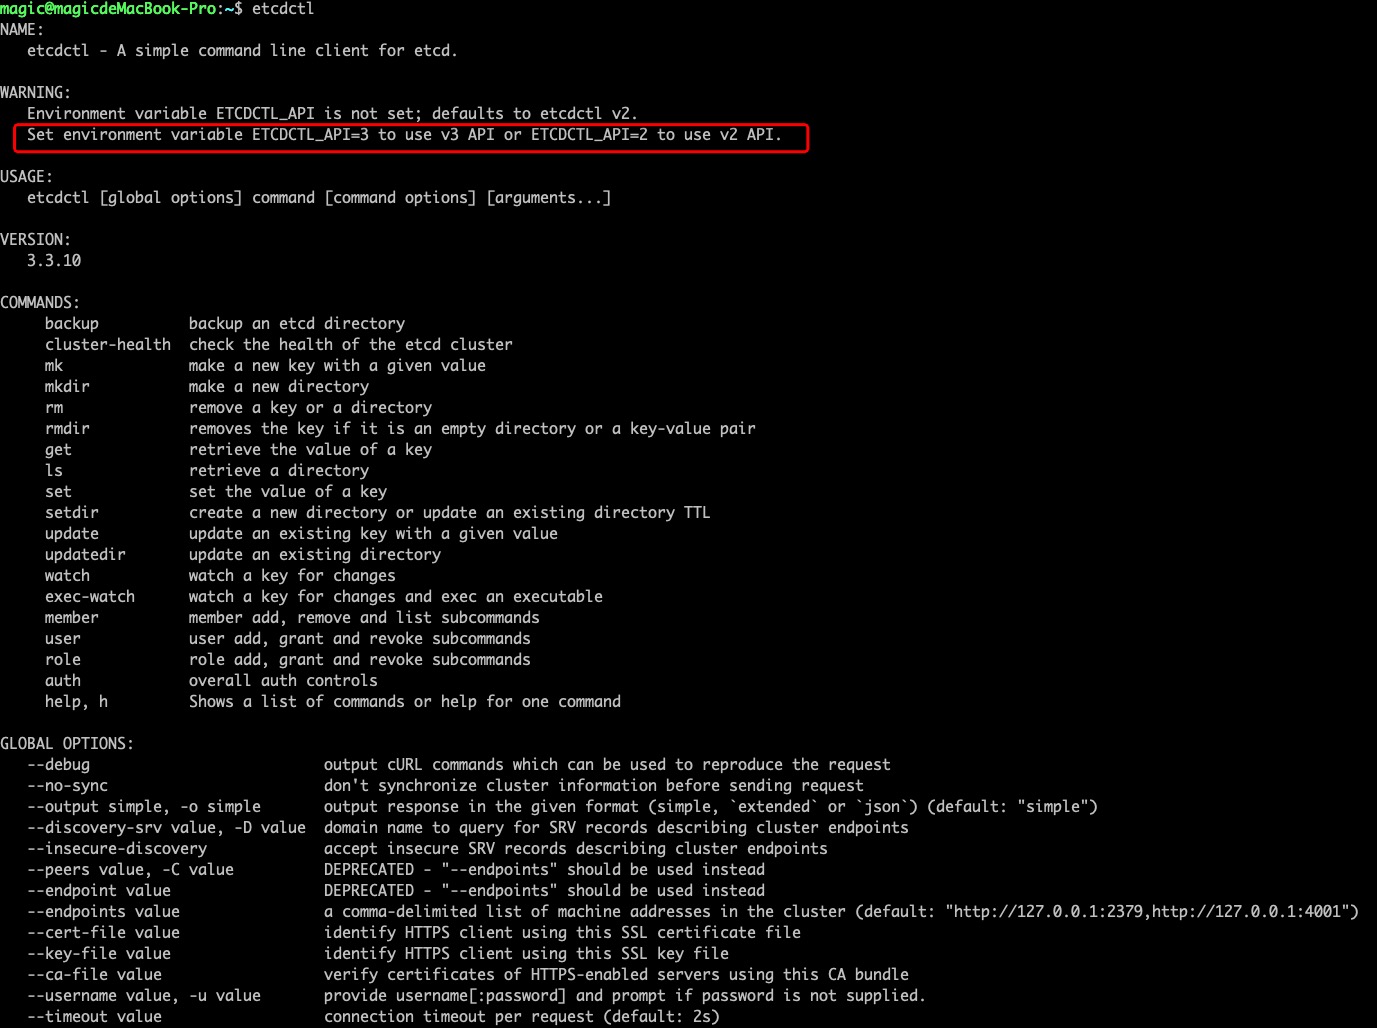 magic@magicdeMacBook-Pro:~$ etcdctl
NAME:
   etcdctl - A simple command line client for etcd.

WARNING:
   Environment variable ETCDCTL_API is not set; defaults to etcdctl v2.
   Set environment variable ETCDCTL_API=3 to use v3 API or ETCDCTL_API=2 to use v2 API.

USAGE:
   etcdctl [global options] command [command options] [arguments...]

VERSION:
   3.3.10

COMMANDS:
     backup          backup an etcd directory
     cluster-health  check the health of the etcd cluster
     mk              make a new key with a given value
     mkdir           make a new directory
     rm              remove a key or a directory
     rmdir           removes the key if it is an empty directory or a key-value pair
     get             retrieve the value of a key
     ls              retrieve a directory
     set             set the value of a key
     setdir          create a new directory or update an existing directory TTL
     update          update an existing key with a given value
     updatedir       update an existing directory
     watch           watch a key for changes
     exec-watch      watch a key for changes and exec an executable
     member          member add, remove and list subcommands
     user            user add, grant and revoke subcommands
     role            role add, grant and revoke subcommands
     auth            overall auth controls
     help, h         Shows a list of commands or help for one command

GLOBAL OPTIONS:
   --debug                          output cURL commands which can be used to reproduce the request
   --no-sync                        don't synchronize cluster information before sending request
   --output simple, -o simple       output response in the given format (simple, `extended` or `json`) (default: "simple")
   --discovery-srv value, -D value  domain name to query for SRV records describing cluster endpoints
   --insecure-discovery             accept insecure SRV records describing cluster endpoints
   --peers value, -C value          DEPRECATED - "--endpoints" should be used instead
   --endpoint value                 DEPRECATED - "--endpoints" should be used instead
   --endpoints value                a comma-delimited list of machine addresses in the cluster (default: "http://127.0.0.1:2379,http://127.0.0.1:4001")
   --cert-file value                identify HTTPS client using this SSL certificate file
   --key-file value                 identify HTTPS client using this SSL key file
   --ca-file value                  verify certificates of HTTPS-enabled servers using this CA bundle
   --username value, -u value       provide username[:password] and prompt if password is not supplied.
   --timeout value                  connection timeout per request (default: 2s)